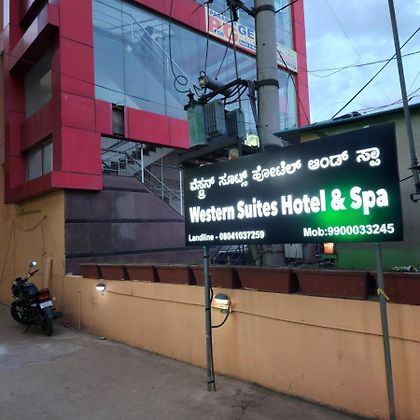 ವೆಸ್ಟರ್ನ್ ಸೂಟ್ಸ್ ಹೋಟೆಲ್ ಆಂಡ್ ಸ್ಪಾ
Western Suites Hotel & Spa
Landline - 08041037259 Mob:9900033245